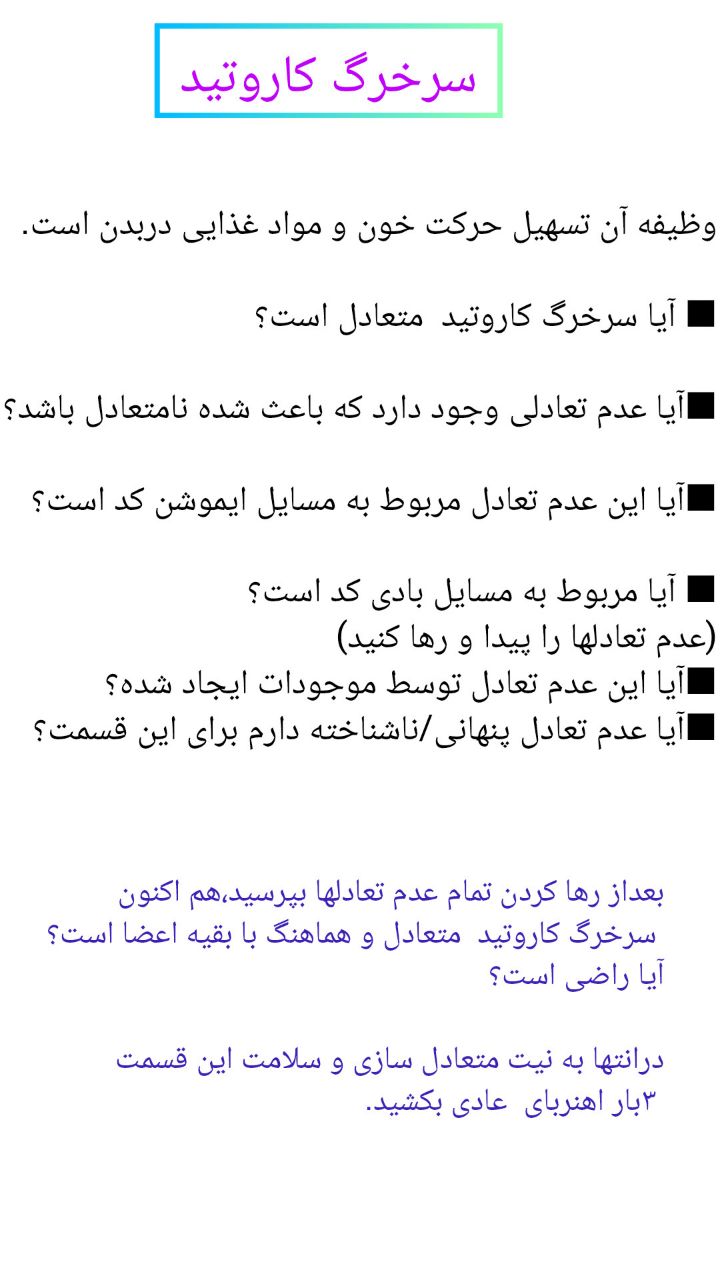 سرخرگ کاروتید
وظیفه آن تسهیل حرکت خون و مواد غذایی دربدن است.
■ آیا سرخرگ کاروتید متعادل است؟
■آیا عدم تعادلی وجود دارد که باعث شده نامتعادل باشد؟
■آیا این عدم تعادل مربوط به مسایل ایموشن کد است؟
■ آیا مربوط به مسایل بادی کد است؟
(عدم تعادلها را پیدا و رها کنید)
■آیا این عدم تعادل توسط موجودات ایجاد شده؟
■آیا عدم تعادل پنهانی/ناشناخته دارم برای این قسمت؟
بعداز رها کردن تمام عدم تعادلها بپرسید،هم اکنون
سرخرگ کاروتید متعادل و هماهنگ با بقیه اعضا است؟
آیا راضی است؟
درانتها به نیت متعادل سازی و سلامت این قسمت
۳بار اهنربای عادی بکشید.